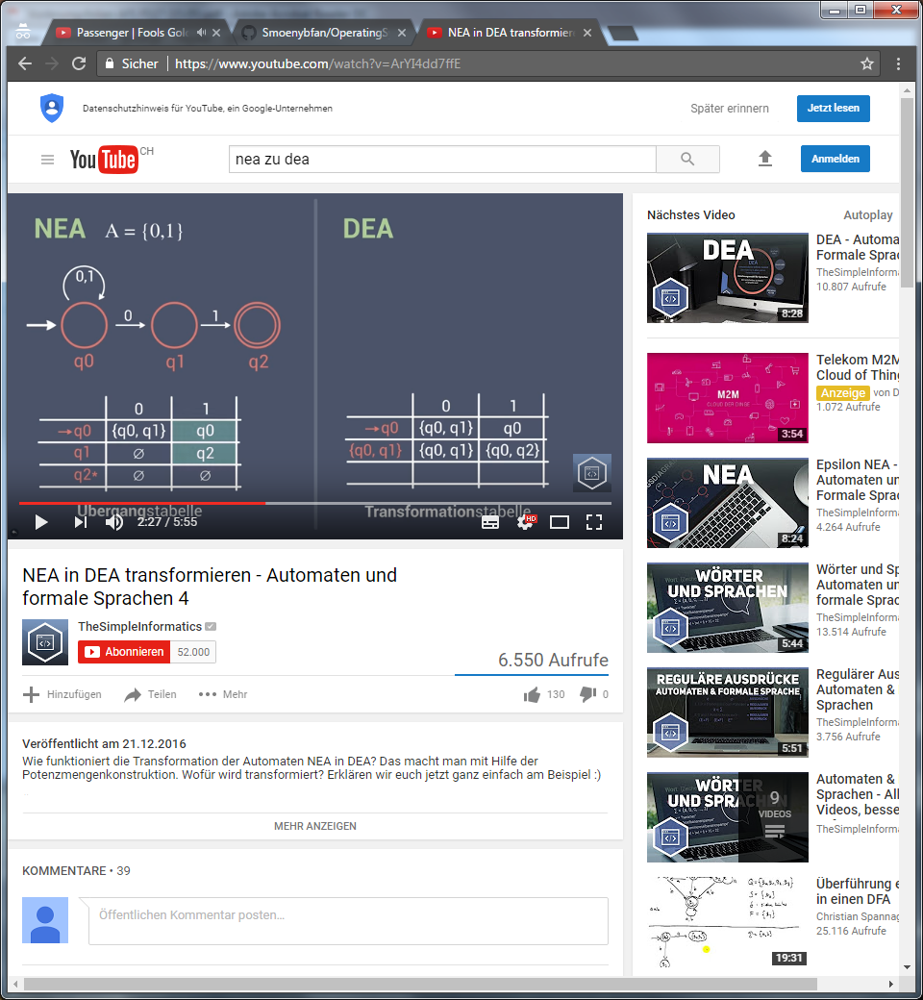 Passenger | Fools Gol
Smoenybfan/OperatingS
NEA in DEA transformier
Sicher
https://www.youtube.com/watch?v=ArYI4dd7ffE
Datenschutzhinweis für YouTube, ein Google-Unternehmen
Später erinnern
Jetzt lesen
YouTube CH
nea zu dea
Anmelden
NEA A = {0,1}
DEA
0,1
0 1
q0 q1 q2
0 1
→q0 {q0, q1} q0
q1 ∅ q2
q2* ∅ ∅
Übergangstabelle
0 1
→q0 {q0, q1} q0
{q0, q1} {q0, q1} {q0, q2}
Transformationstabelle
2:27 / 5:55
HD
NEA in DEA transformieren - Automaten und
formale Sprachen 4
TheSimpleInformatics
Abonnieren 52.000
6.550 Aufrufe
Hinzufügen Teilen Mehr
130 0
Veröffentlicht am 21.12.2016
Wie funktioniert die Transformation der Automaten NEA in DEA? Das macht man mit Hilfe der
Potenzmengenkonstruktion. Wofür wird transformiert? Erklären wir euch jetzt ganz einfach am Beispiel :)
MEHR ANZEIGEN
KOMMENTARE • 39
Öffentlichen Kommentar posten...
Nächstes Video
Autoplay
DEA
8:28
DEA - Automa
Formale Sprac
TheSimpleInforma
10.807 Aufrufe
M2M
CLOUD DER DINGE
3:54
Telekom M2M
Cloud of Thing
Anzeige von D
1.072 Aufrufe
NEA
8:24
Epsilon NEA -
Automaten un
Formale Sprac
TheSimpleInforma
4.264 Aufrufe
WÖRTER
UND SPRACHEN
5:44
Wörter und Sp
Automaten un
formale Sprac
TheSimpleInforma
13.514 Aufrufe
REGULÄRE AUSDRÜCKE
AUTOMATEN & FORMALE SPRACHE
5:51
Regulärer Aus
Automaten &
Sprachen
TheSimpleInforma
3.756 Aufrufe
WÖRTER
UND SPRACHEN
9
VIDEOS
Automaten &
Sprachen - All
Videos, besse
TheSimpleInforma
19:31
Überführung e
in einen DFA
Christian Spannag
25.116 Aufrufe